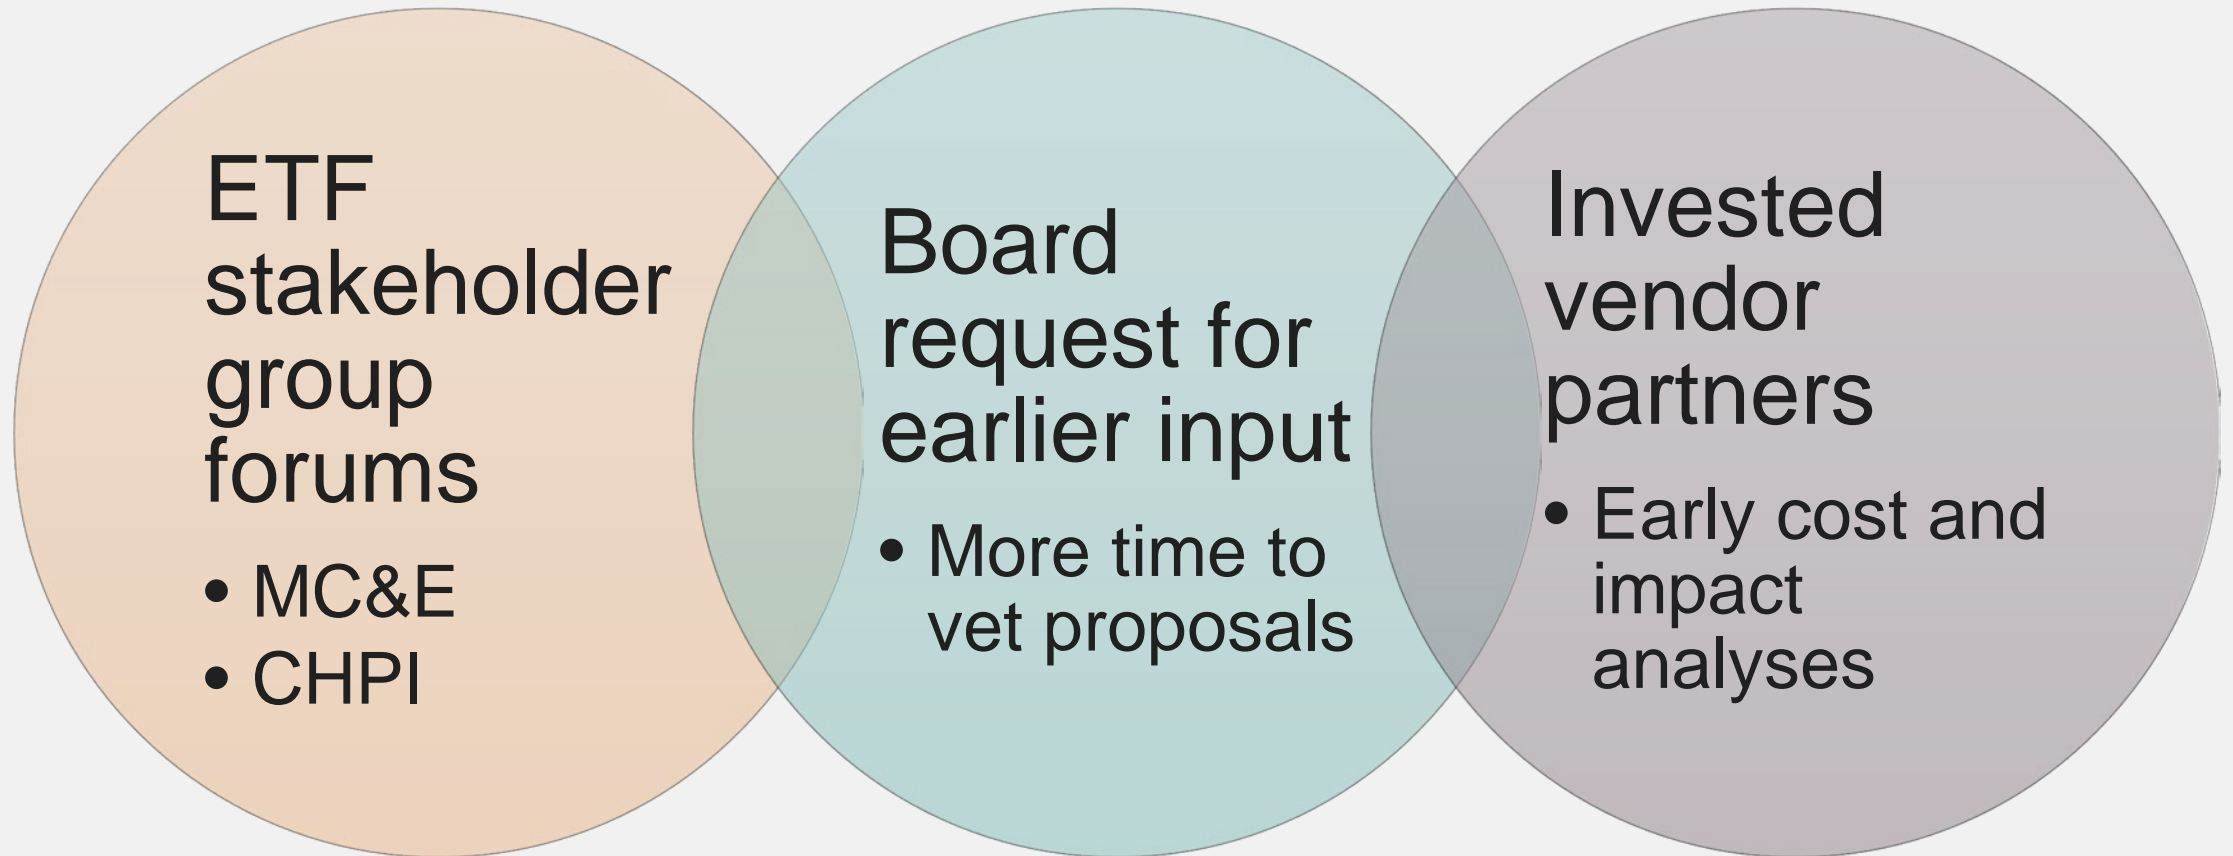 ETF
stakeholder
group
forums
• MC&E
• CHPI
Board
request for
earlier input
• More time to
vet proposals
Invested
vendor
partners
• Early cost and
impact
analyses